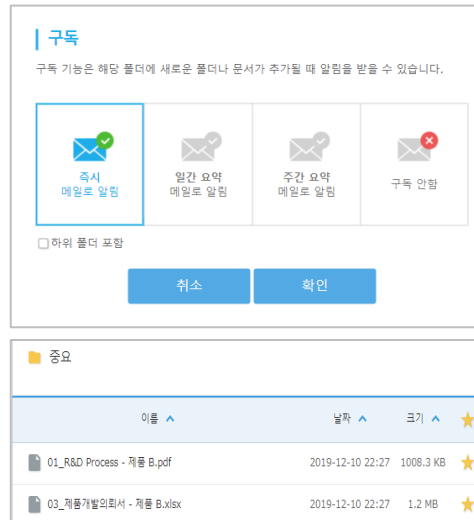 구독
구독 기능은 해당 폴더에 새로운 폴더나 문서가 추가될 때 알림을 받을 수 있습니다.
즉시
메일로 알림
일간 요약
메일로 알림
주간 요약
메일로 알림
구독 안함
하위 폴더 포함
취소 확인
중요
이름 날짜 크기
01_R&D Process - 제품 B.pdf 2019-12-10 22:27 1008.3 KB
03_제품개발의뢰서 - 제품 B.xlsx 2019-12-10 22:27 1.2 MB